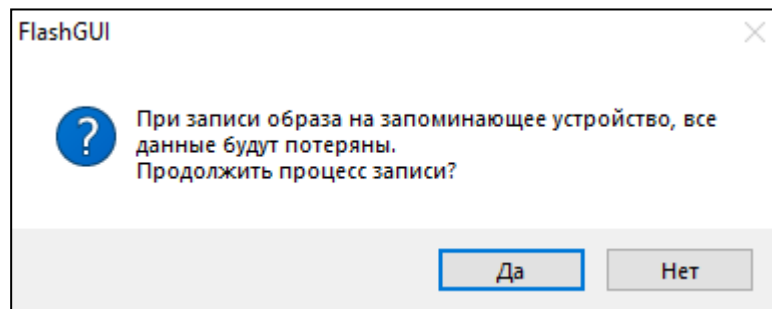 FlashGUI
При записи образа на запоминающее устройство, все
данные будут потеряны.
Продолжить процесс записи?
Да
Нет